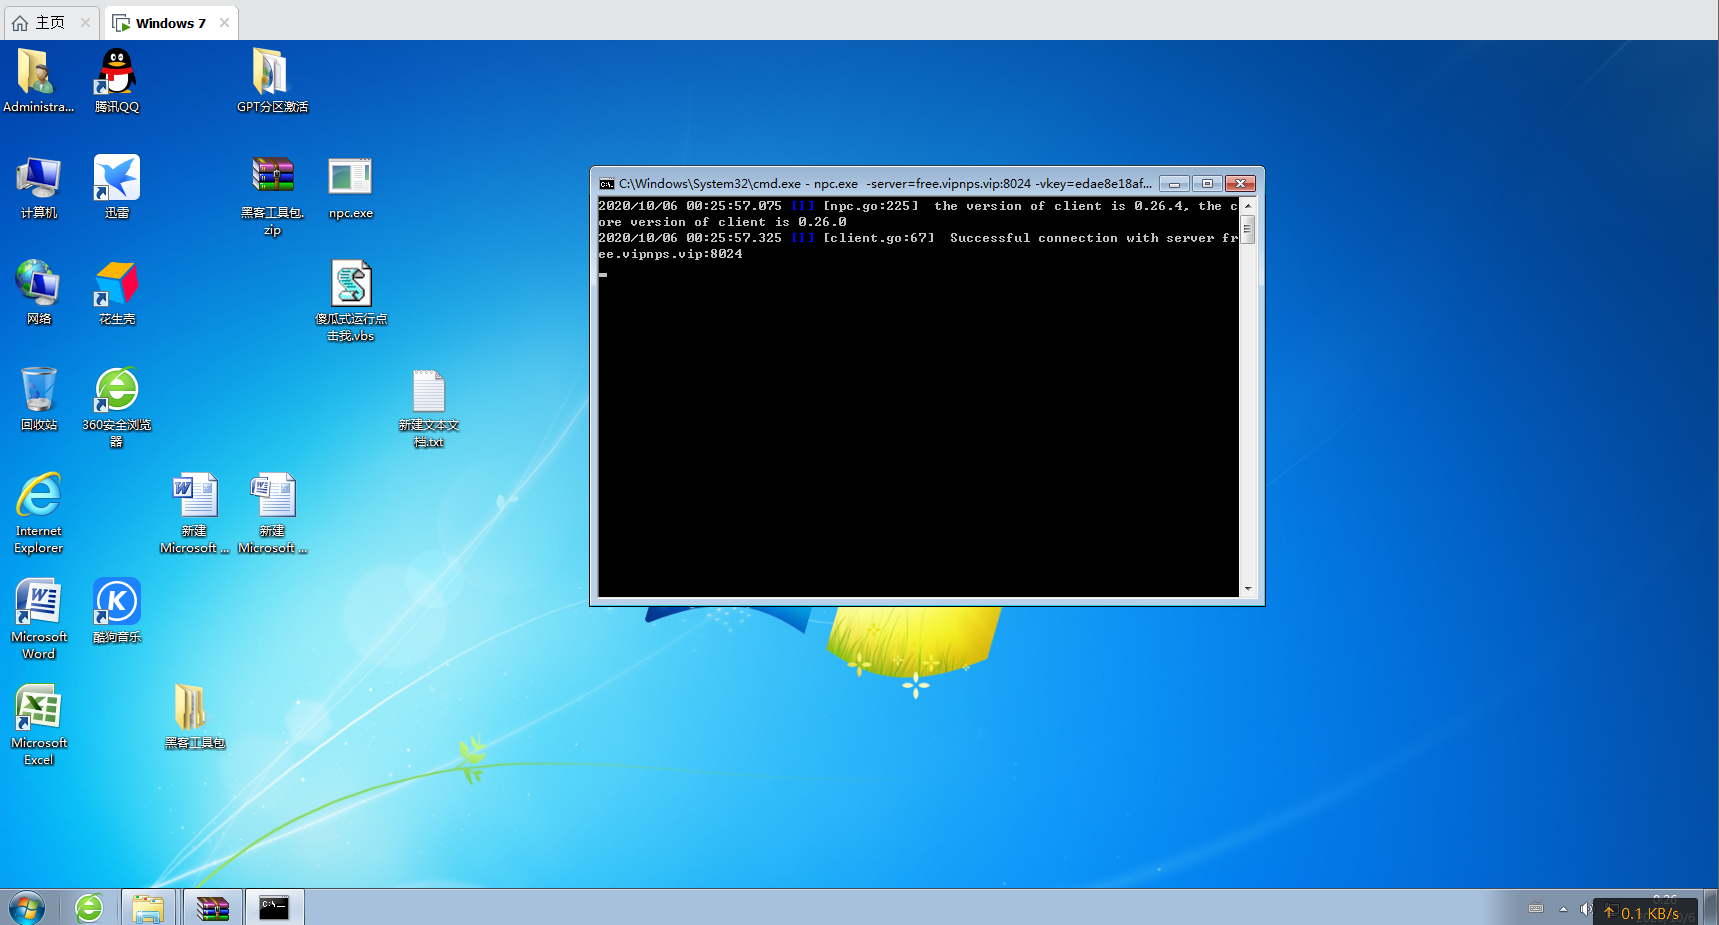 主页
Windows 7
Administra...
腾讯QQ
GPT分区激活
计算机
迅雷
黑客工具包.
zip
npc.exe
网络
花生壳
傻瓜式运行点
击我.vbs
回收站
360安全浏览
器
新建文本文
档.txt
Internet
Explorer
新建
Microsoft ...
新建
Microsoft ...
Microsoft
Word
酷狗音乐
Microsoft
Excel
黑客工具包
C:\Windows\System32\cmd.exe - npc.exe  -server=free.vipnps.vip:8024 -vkey=edae8e18af...
2020/10/06 00:25:57.075 [I] [npc.go:225]  the version of client is 0.26.4, the c
ore version of client is 0.26.0
2020/10/06 00:25:57.325 [I] [client.go:67]  Successful connection with server fr
ee.vipnps.vip:8024
0:26
0.1 KB/s